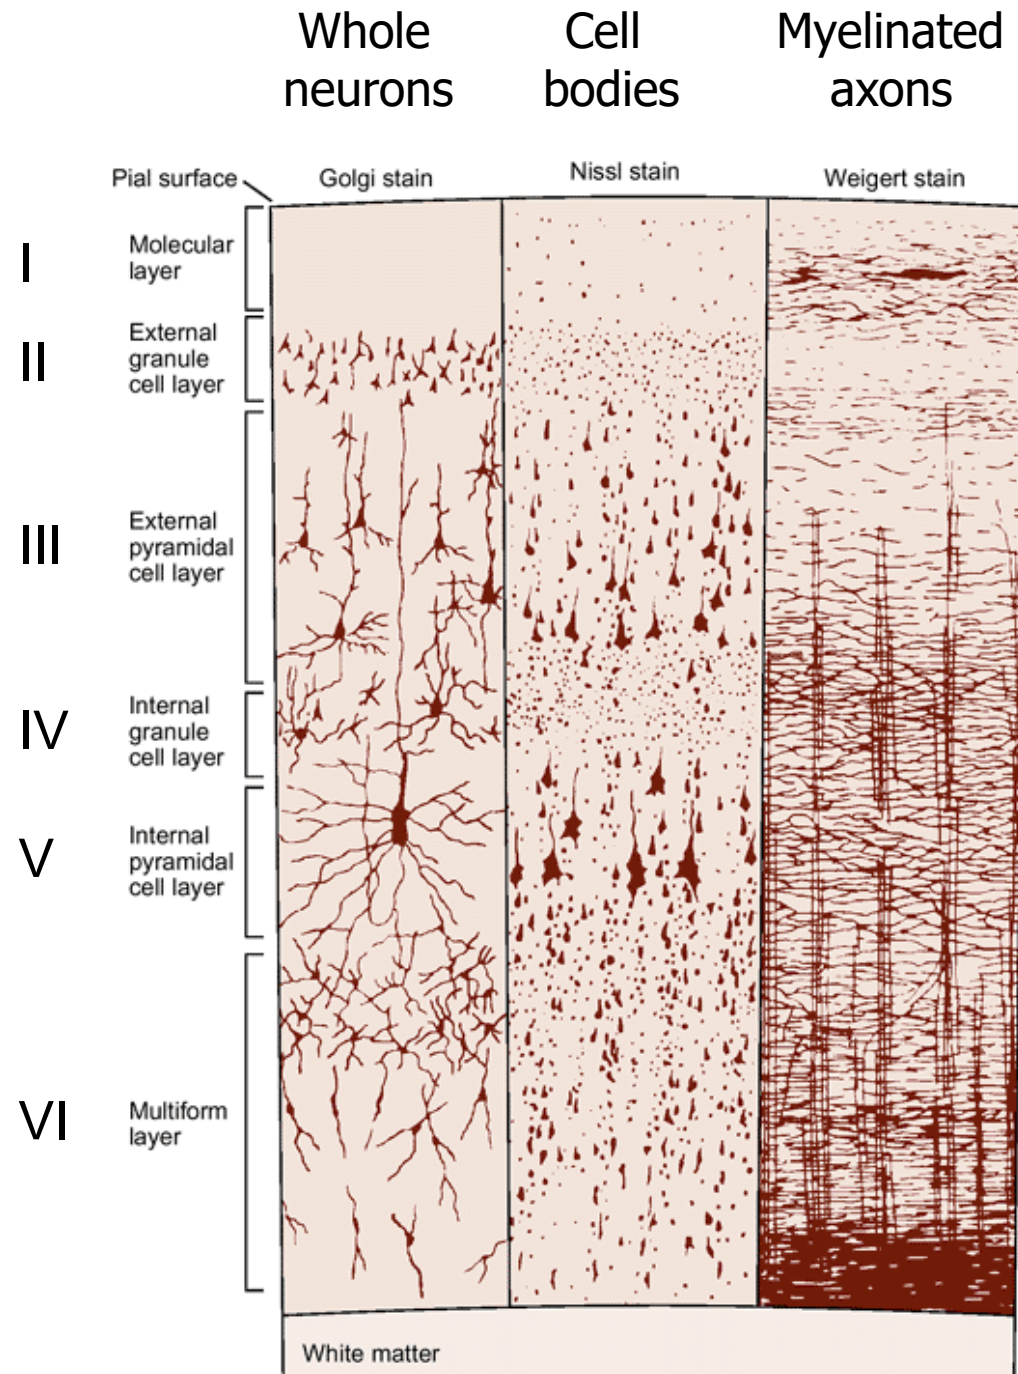 Whole
neurons
Cell
bodies
Myelinated
axons
Pial surface
Golgi stain
Nissl stain
Weigert stain
I
Molecular
layer
II
External
granule
cell layer
III
External
pyramidal
cell layer
IV
Internal
granule
cell layer
V
Internal
pyramidal
cell layer
VI
Multiform
layer
White matter